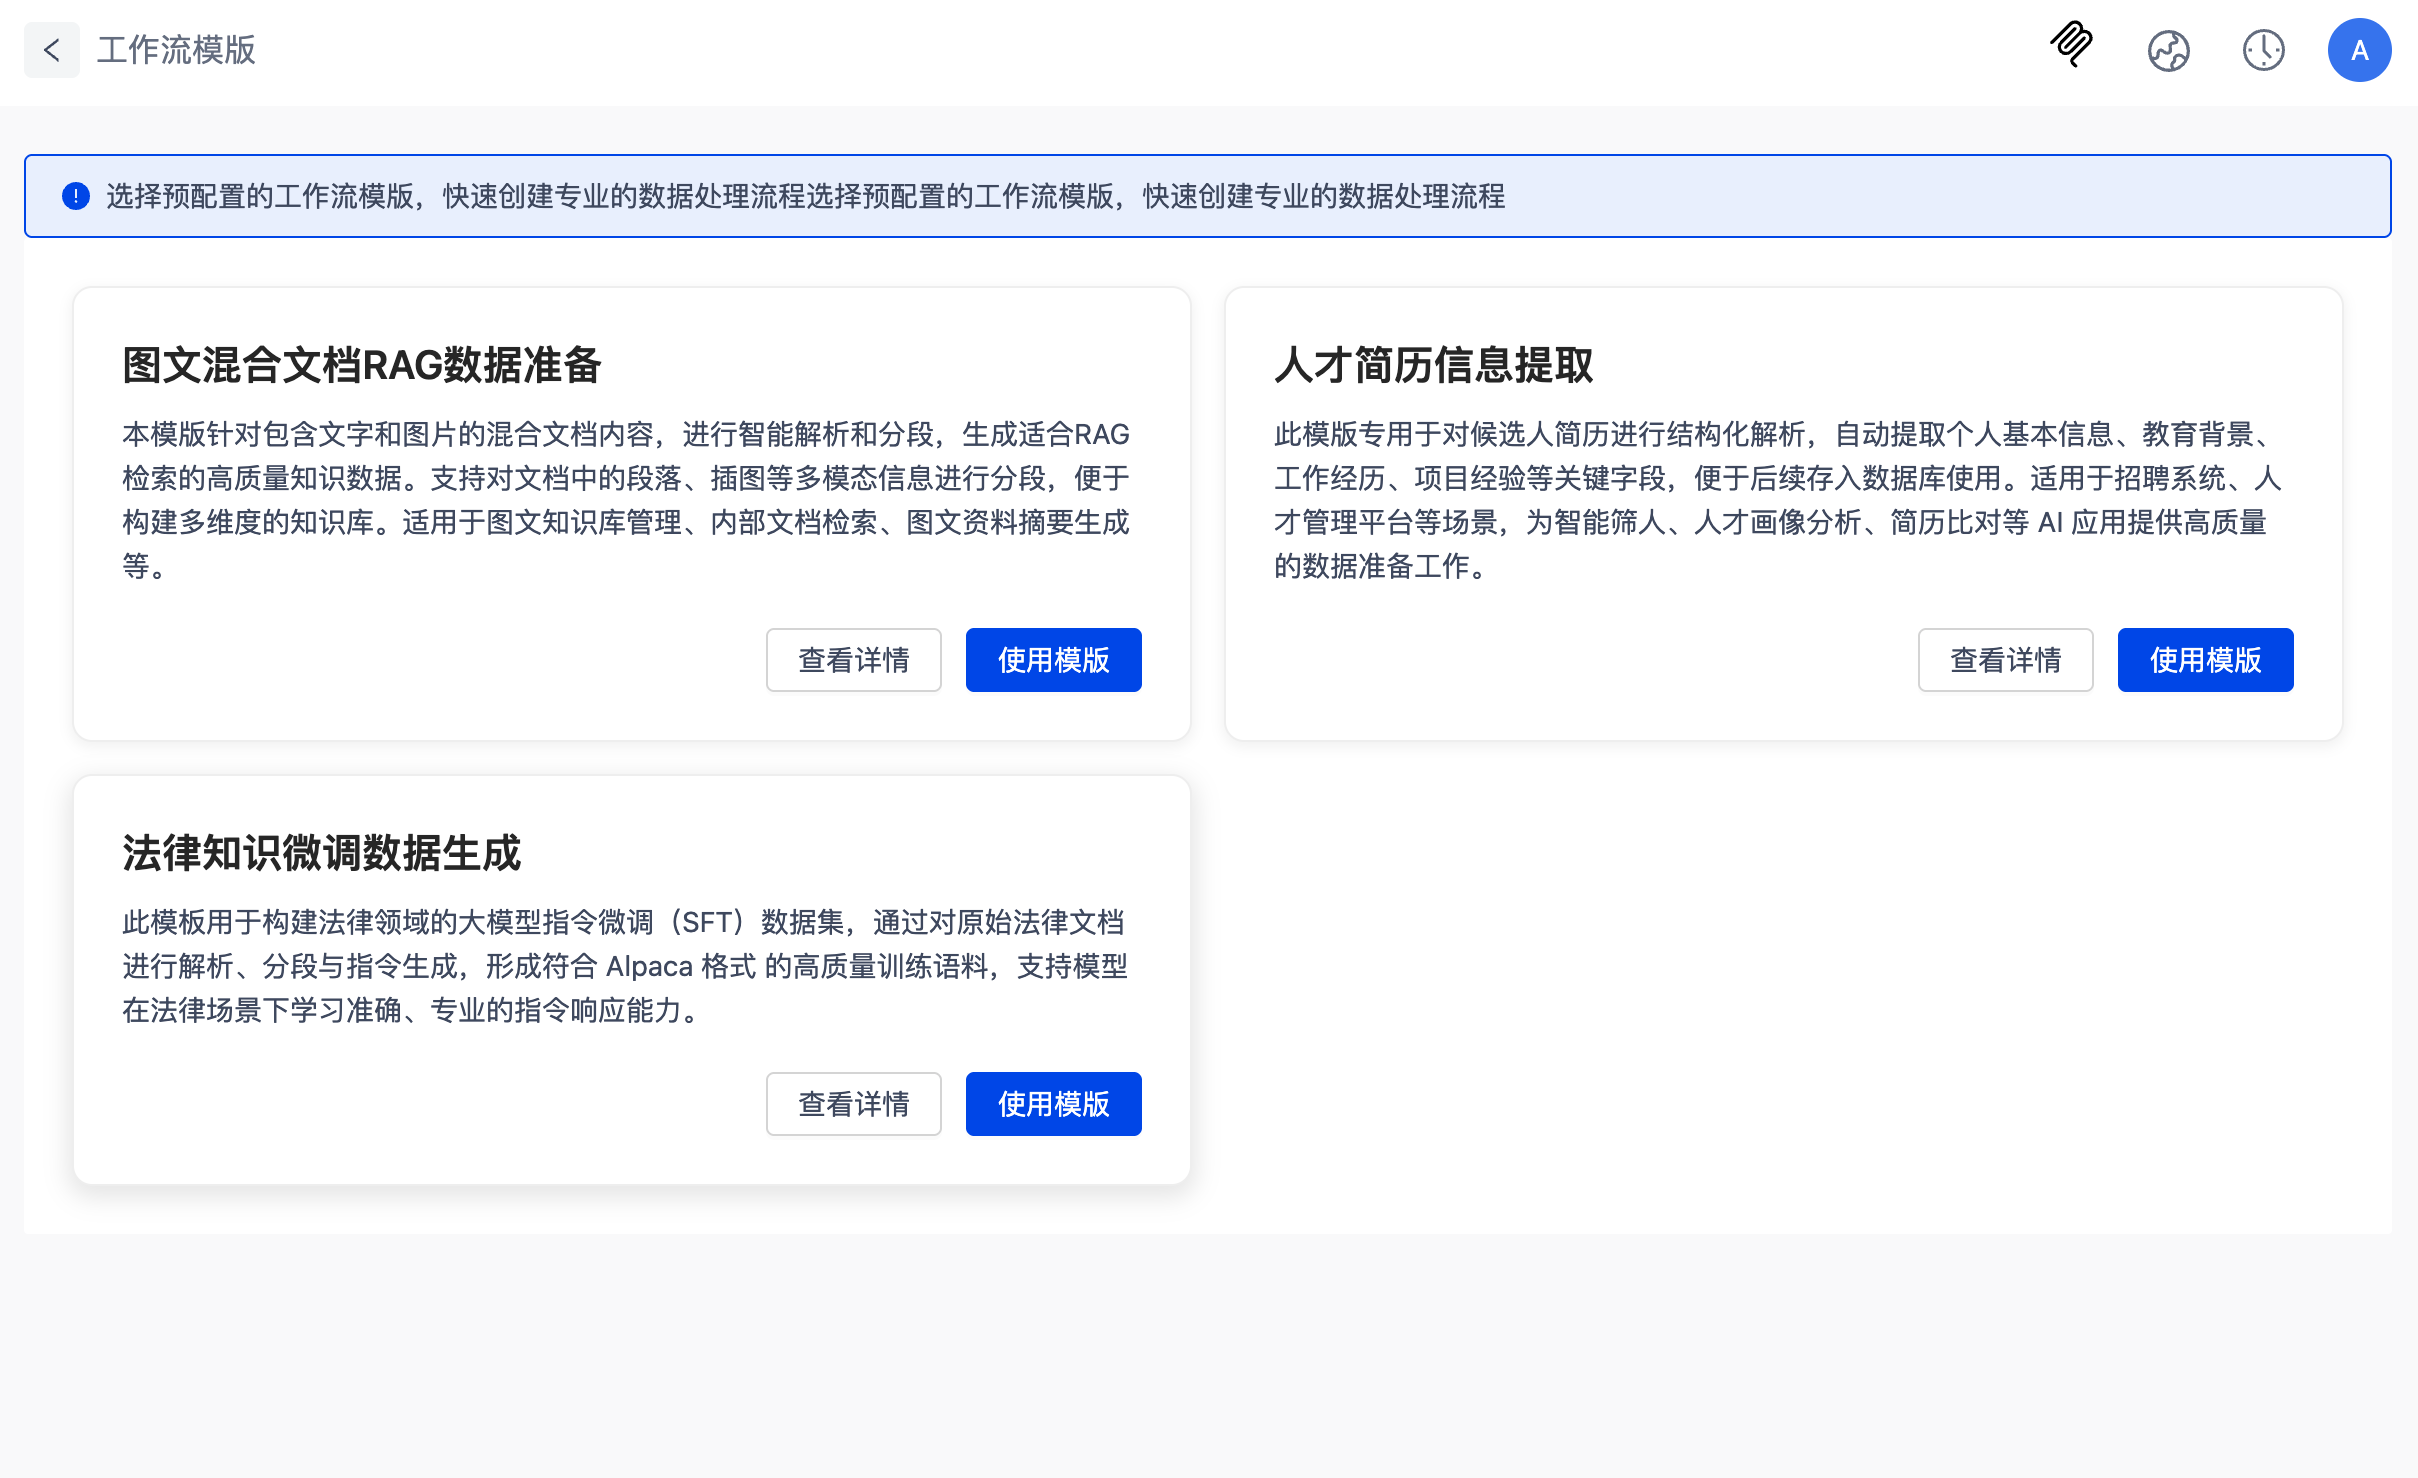 工作流模版
A
选择预配置的工作流模版，快速创建专业的数据处理流程选择预配置的工作流模版，快速创建专业的数据处理流程
图文混合文档RAG数据准备
本模版针对包含文字和图片的混合文档内容，进行智能解析和分段，生成适合RAG
检索的高质量知识数据。支持对文档中的段落、插图等多模态信息进行分段，便于
构建多维度的知识库。适用于图文知识库管理、内部文档检索、图文资料摘要生成
等。
查看详情
使用模版
人才简历信息提取
此模版专用于对候选人简历进行结构化解析，自动提取个人基本信息、教育背景、
工作经历、项目经验等关键字段，便于后续存入数据库使用。适用于招聘系统、人
才管理平台等场景，为智能筛人、人才画像分析、简历比对等 AI 应用提供高质量
的数据准备工作。
查看详情
使用模版
法律知识微调数据生成
此模板用于构建法律领域的大模型指令微调（SFT）数据集，通过对原始法律文档
进行解析、分段与指令生成，形成符合 Alpaca 格式 的高质量训练语料，支持模型
在法律场景下学习准确、专业的指令响应能力。
查看详情
使用模版